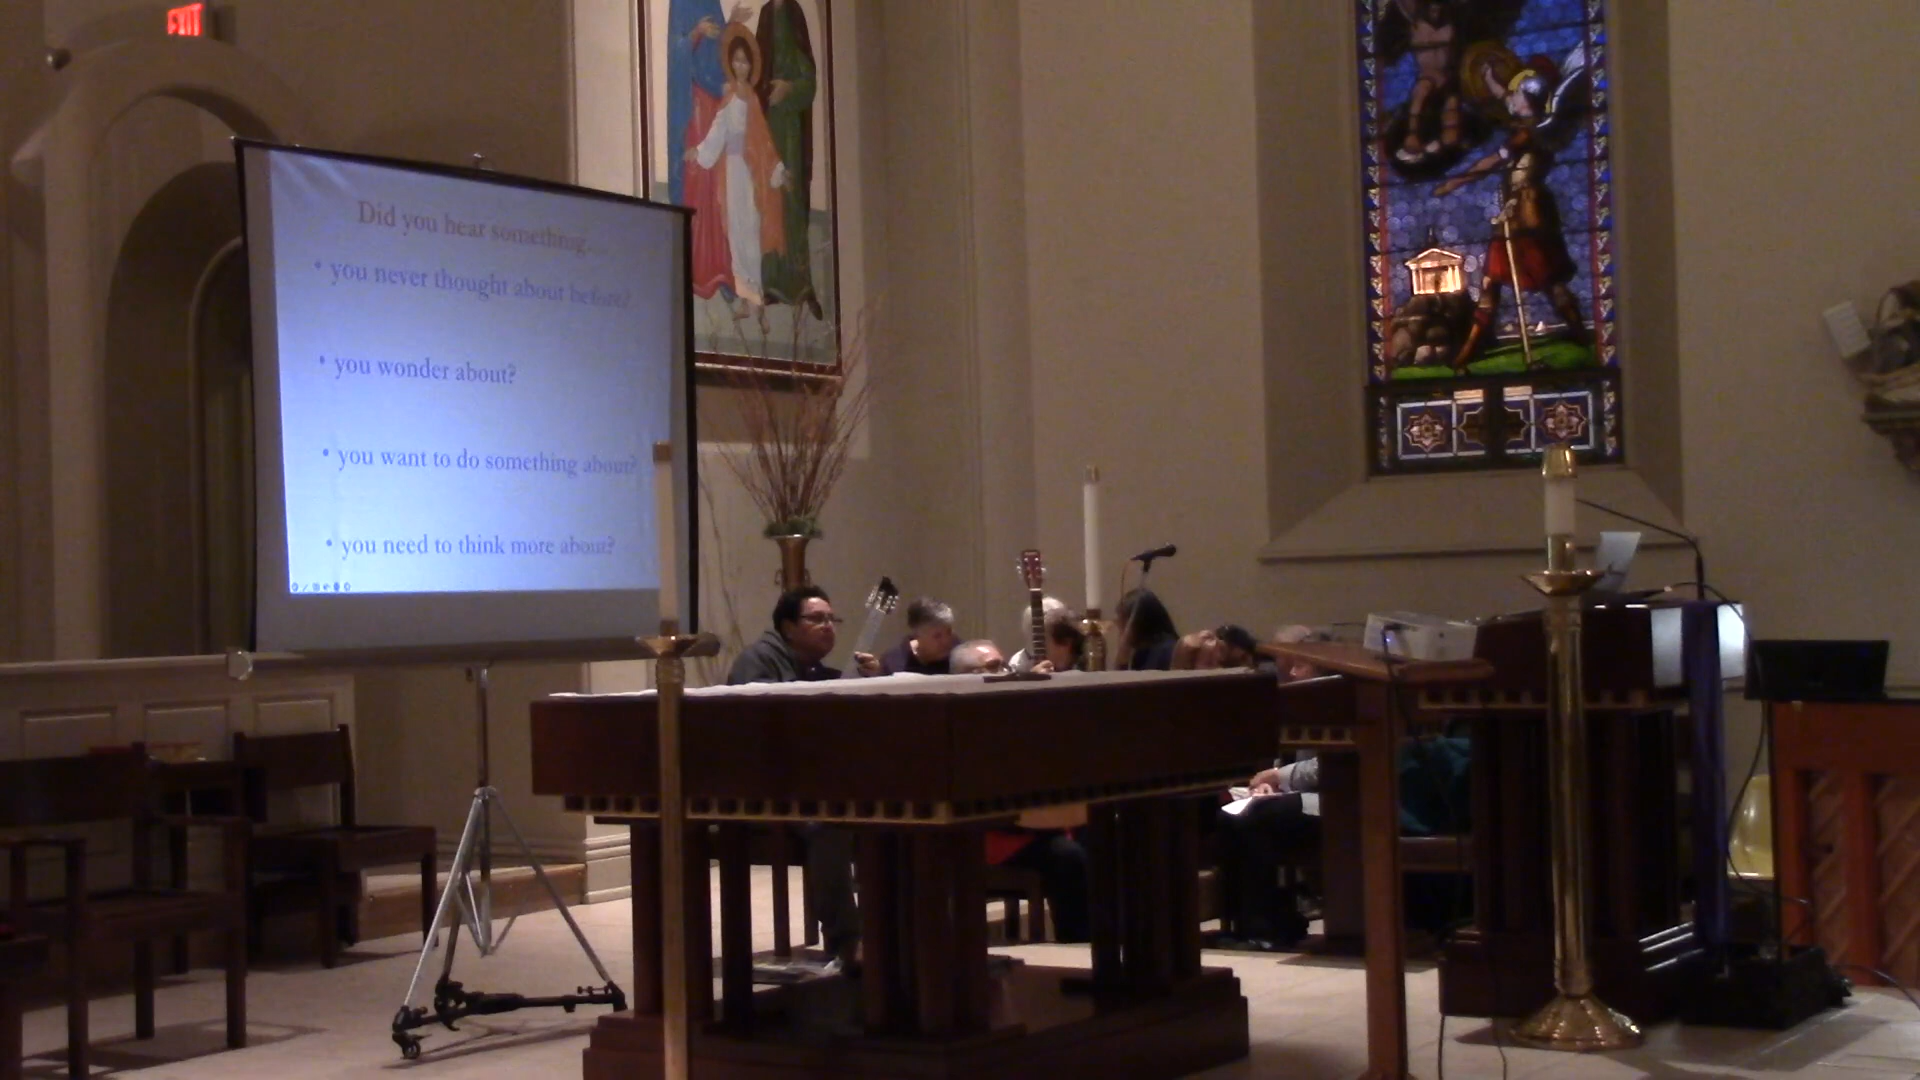 EXIT
Did you hear something...
• you never thought about before?
• you wonder about?
• you want to do something about?
• you need to think more about?